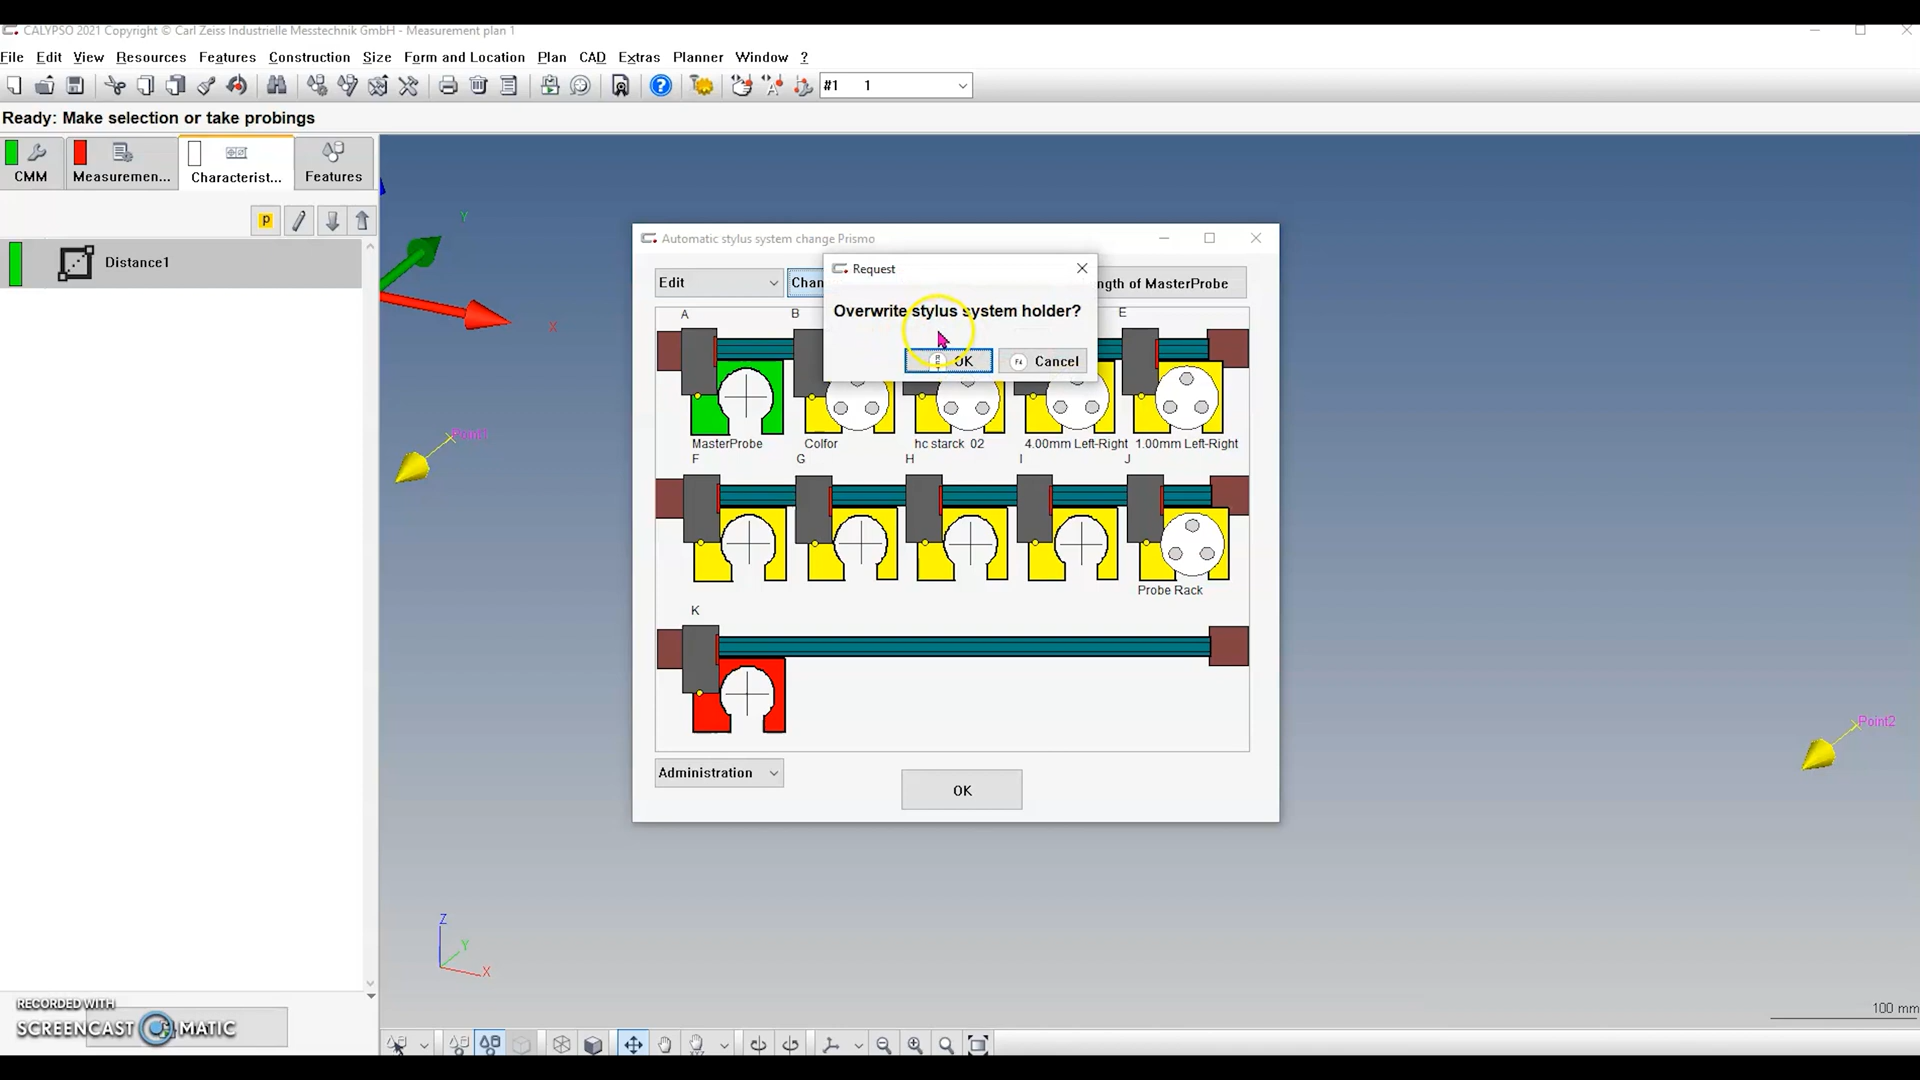 CALYPSO 2021 Copyright © Carl Zeiss Industrielle Messtechnik GmbH - Measurement plan 1
File Edit View Resources Features Construction Size Form and Location Plan CAD Extras Planner Window ?
#1 1
Ready: Make selection or take probings
CMM Measuremen... Characterist... Features
P
Distance1
Y
X
Point2
Automatic stylus system change Prismo
Edit
Chan
ngth of MasterProbe
Request
Overwrite stylus system holder?
OK
F4 Cancel
A B E
MasterProbe Colfor hc starck 02 4.00mm Left-Right 1.00mm Left-Right
F G H I J
Probe Rack
K
Administration
OK
Z
Y
X
100 mm
RECORDED WITH
SCREENCAST MATIC